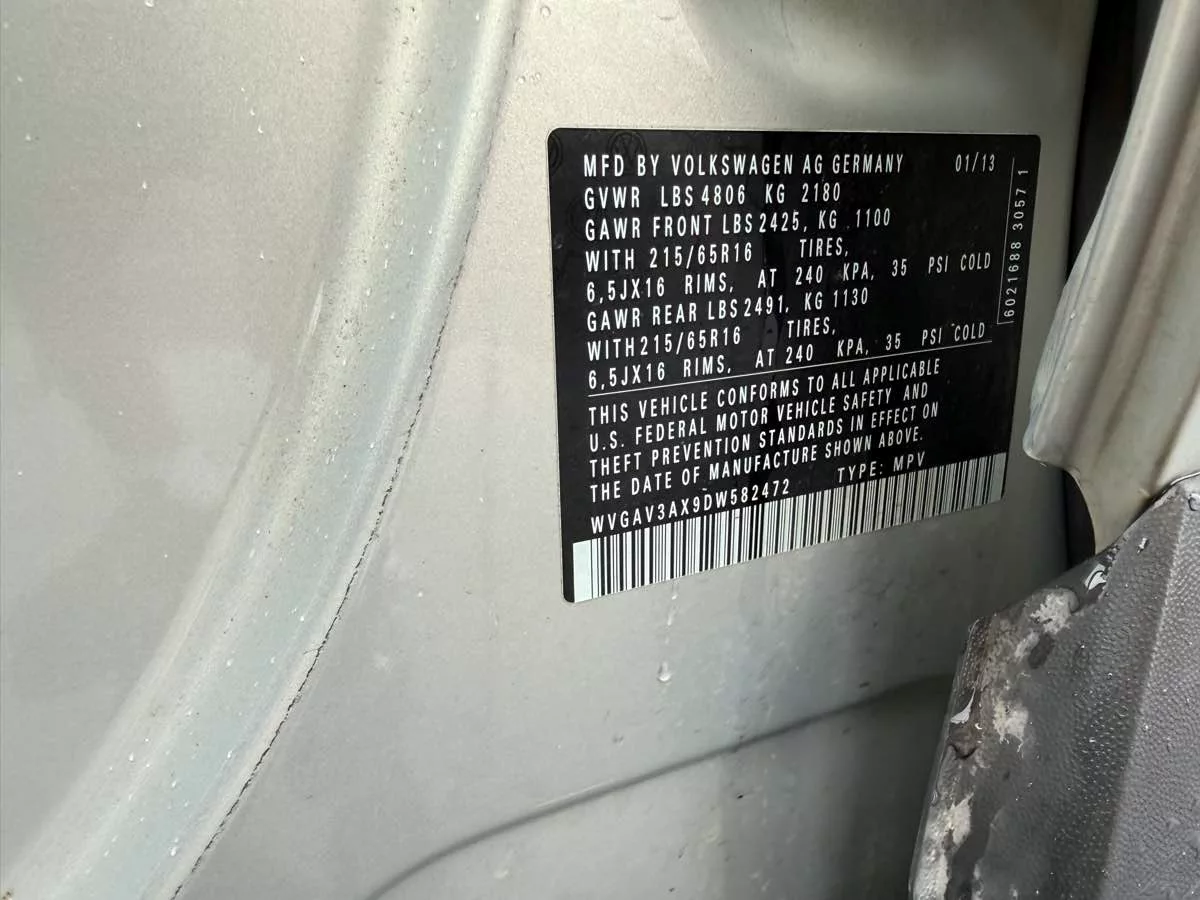 MFD BY VOLKSWAGEN AG GERMANY 01/13
GVWR LBS 4806 KG 2180
GAWR FRONT LBS 2425, KG 1100
WITH 215/65R16 TIRES,
6,5JX16 RIMS, AT 240 KPA, 35 PSI COLD
GAWR REAR LBS 2491, KG 1130
WITH 215/65R16 TIRES,
6,5JX16 RIMS, AT 240 KPA, 35 PSI COLD
THIS VEHICLE CONFORMS TO ALL APPLICABLE
U.S. FEDERAL MOTOR VEHICLE SAFETY AND
THEFT PREVENTION STANDARDS IN EFFECT ON
THE DATE OF MANUFACTURE SHOWN ABOVE.
WVGAV3AX9DW582472 TYPE: MPV
6021688 3057 1